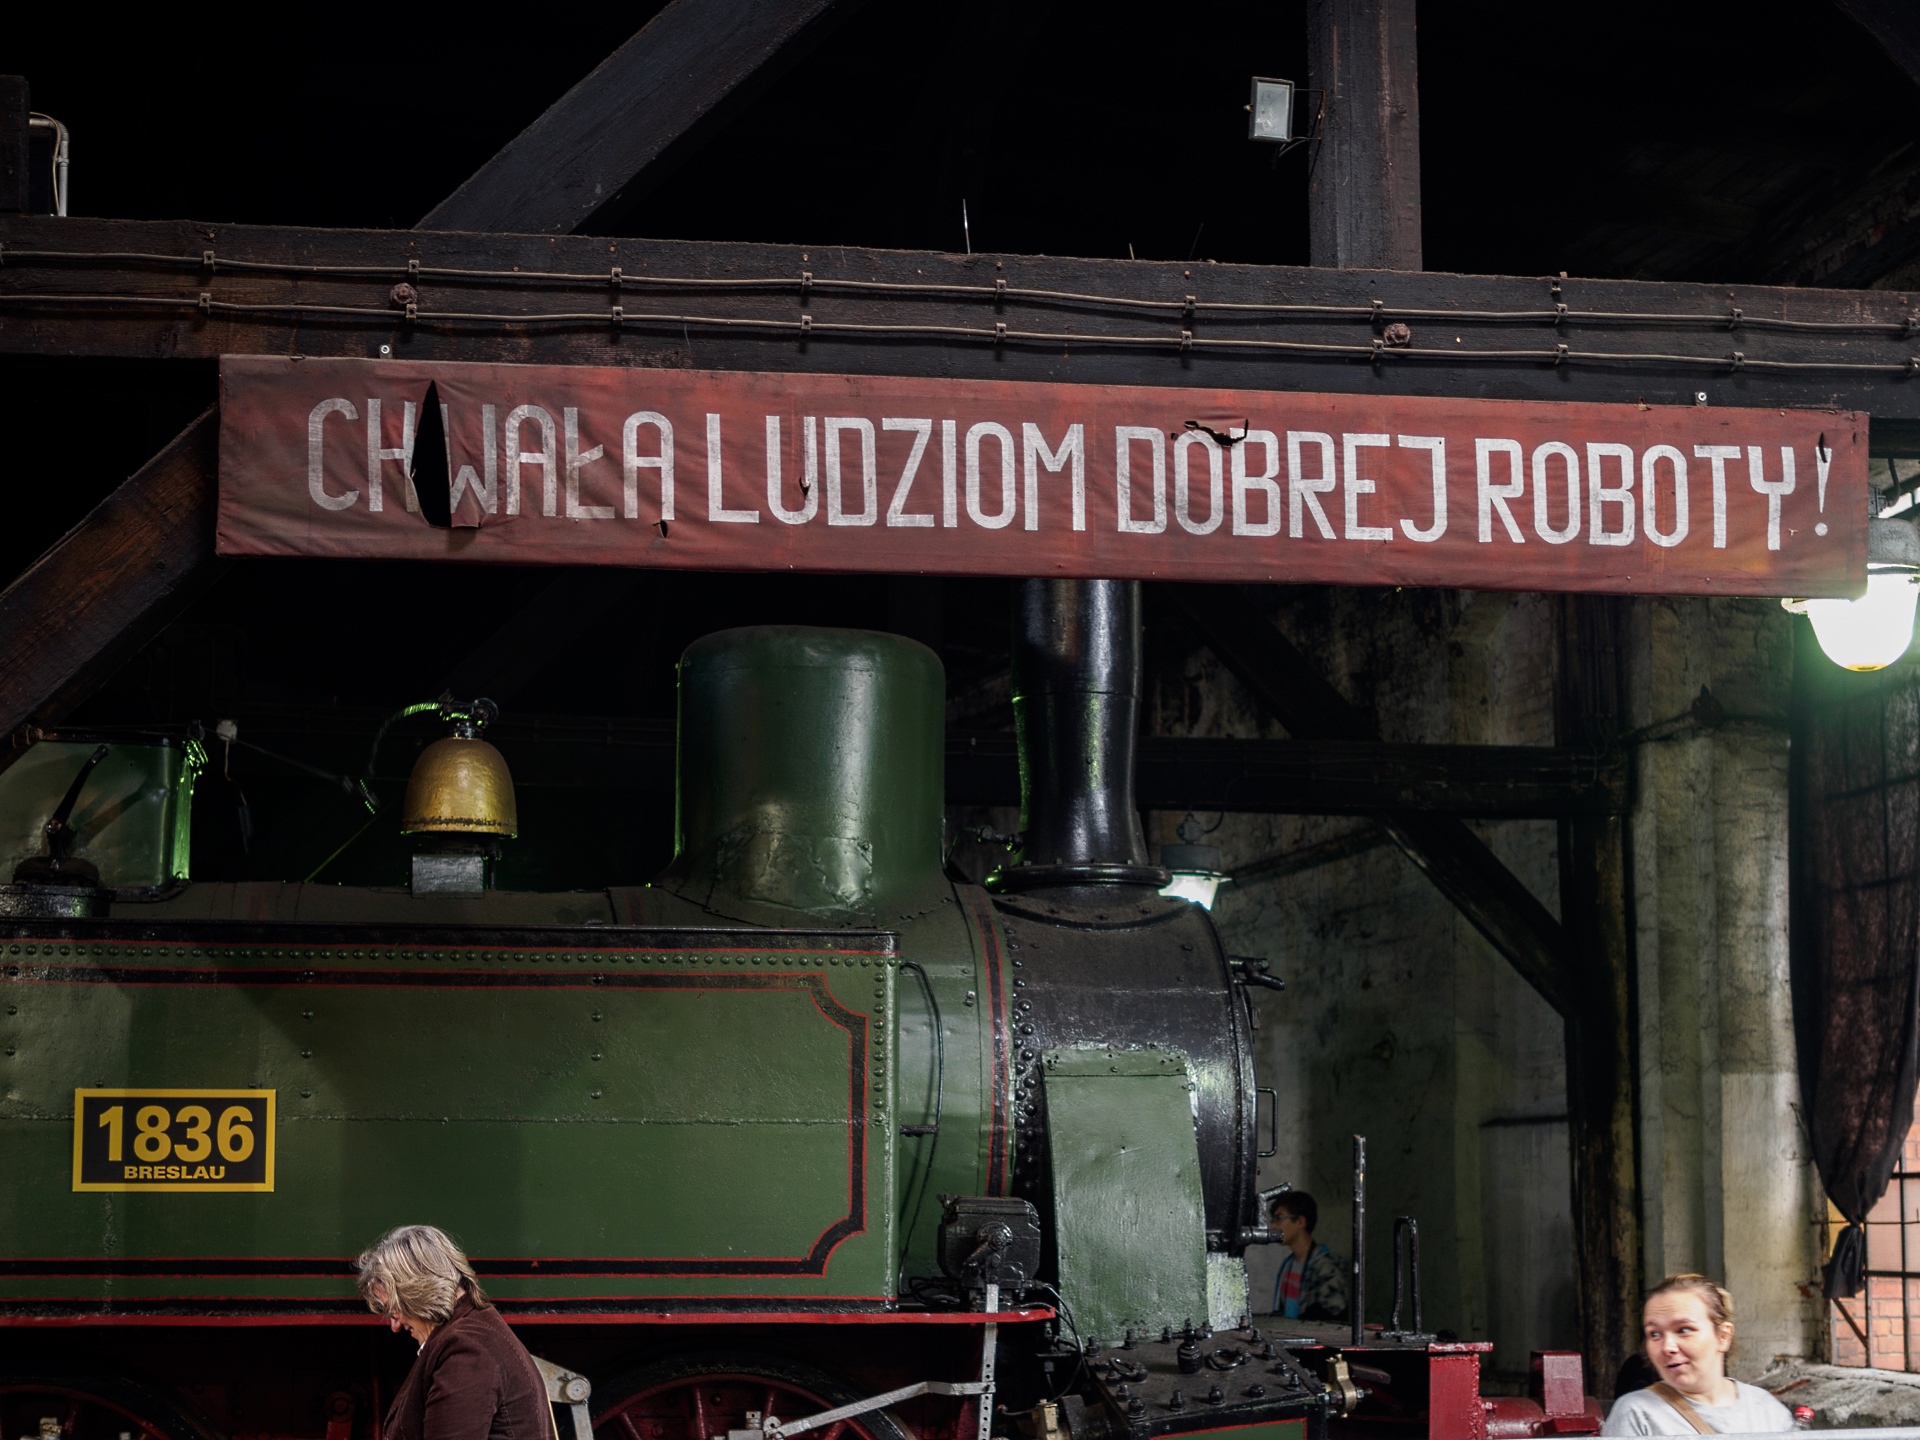 CHWAŁA LUDZIOM DOBREJ ROBOTY!
1836
BRESLAU